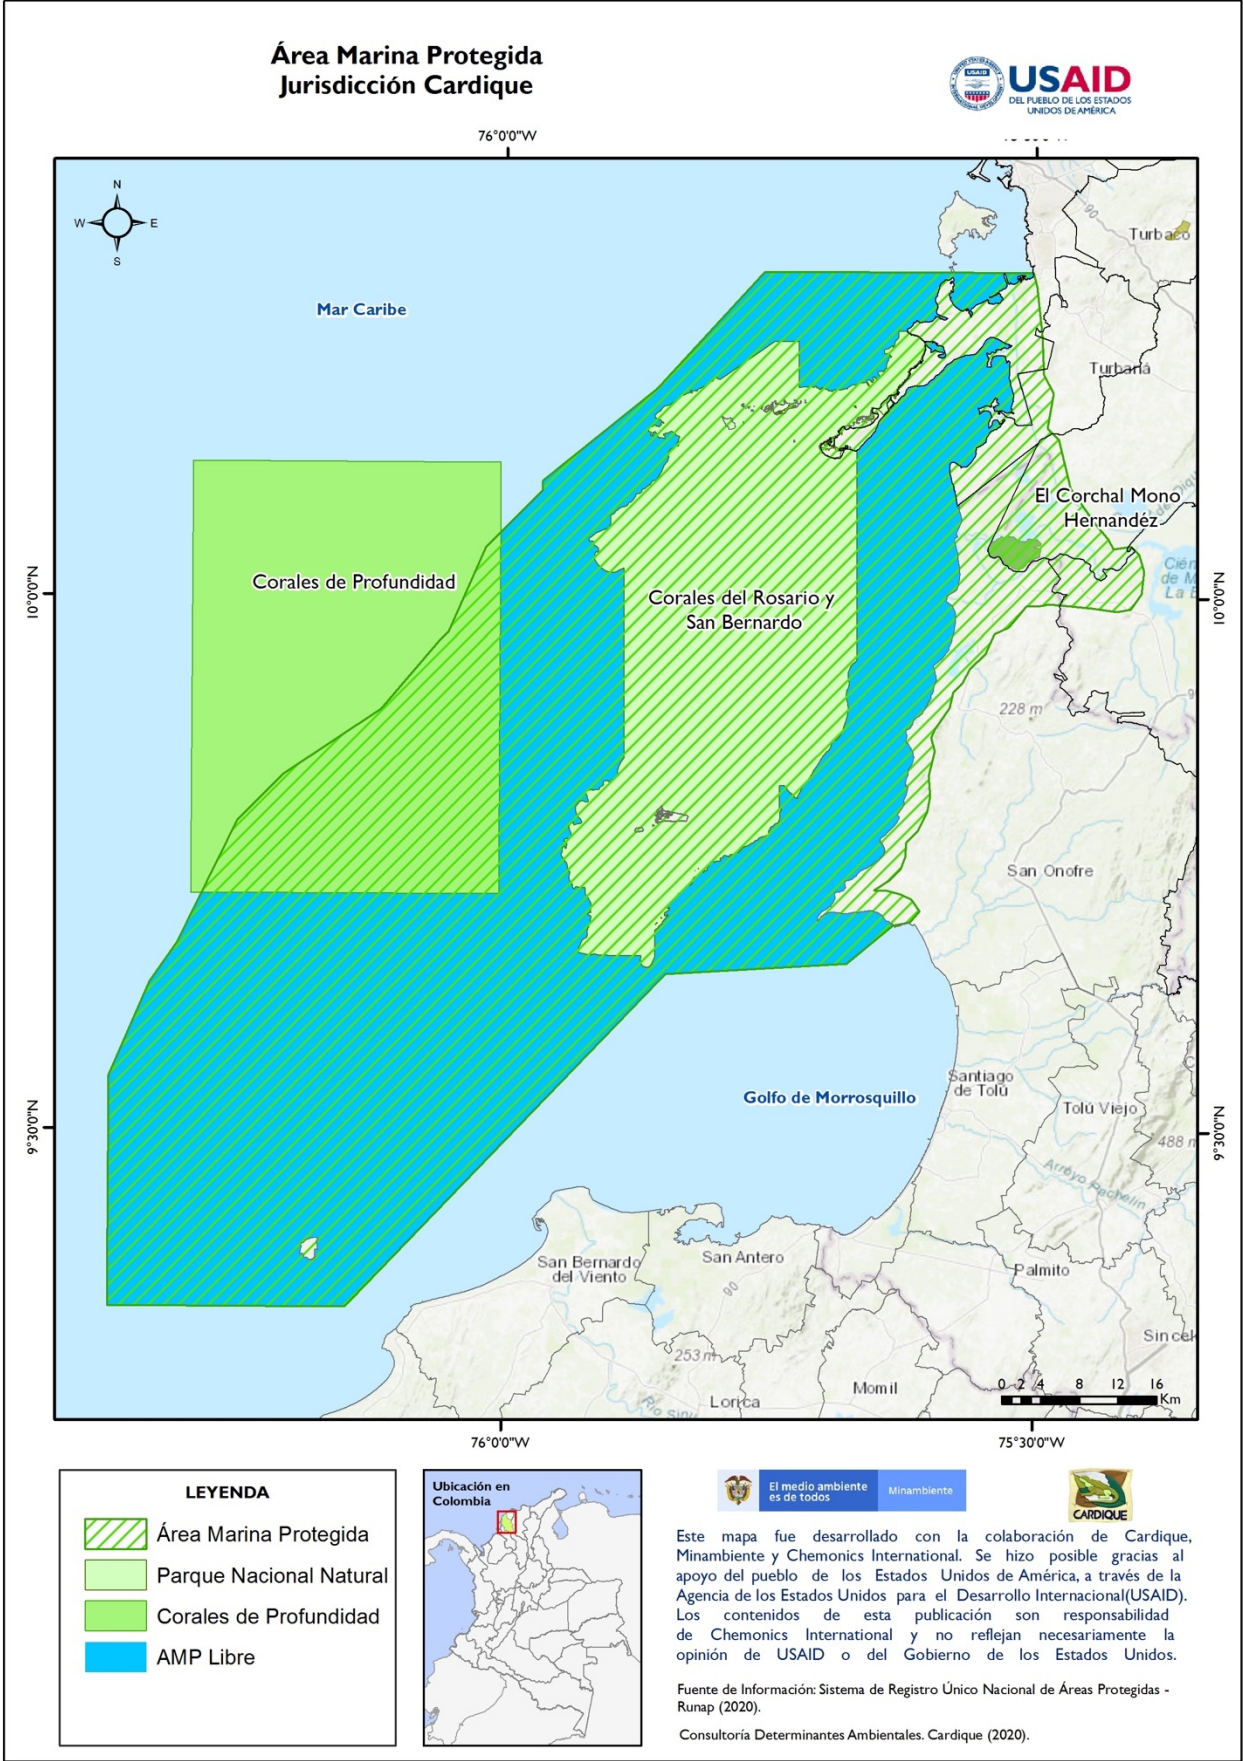 Área Marina Protegida
Jurisdicción Cardique
USAID
DEL PUEBLO DE LOS ESTADOS
UNIDOS DE AMÉRICA
76°0'0"W
N
W
E
S
Mar Caribe
90
Turbaco
Turbaná
El Corchal Mono
Hernandéz
Corales de Profundidad
Corales del Rosario y
San Bernardo
10°0'0"N
10°0'0"N
228 m
San Onofre
Golfo de Morrosquillo
Santiago
de Tolú
Tolú Viejo
488 m
9°30'0"N
9°30'0"N
Arroyo Pechelin
San Bernardo
del Viento
San Antero
90
Palmito
253 m
Momil
Lorica
0 2 4 8 12 16
Km
76°0'0"W
75°30'0"W
LEYENDA
Área Marina Protegida
Parque Nacional Natural
Corales de Profundidad
AMP Libre
Ubicación en
Colombia
El medio ambiente
es de todos
Minambiente
CARDIQUE
Este mapa fue desarrollado con la colaboración de Cardique,
Minambiente y Chemonics International. Se hizo posible gracias al
apoyo del pueblo de los Estados Unidos de América, a través de la
Agencia de los Estados Unidos para el Desarrollo Internacional(USAID).
Los contenidos de esta publicación son responsabilidad
de Chemonics International y no reflejan necesariamente la
opinión de USAID o del Gobierno de los Estados Unidos.
Fuente de Información: Sistema de Registro Único Nacional de Áreas Protegidas -
Runap (2020).
Consultoría Determinantes Ambientales. Cardique (2020).